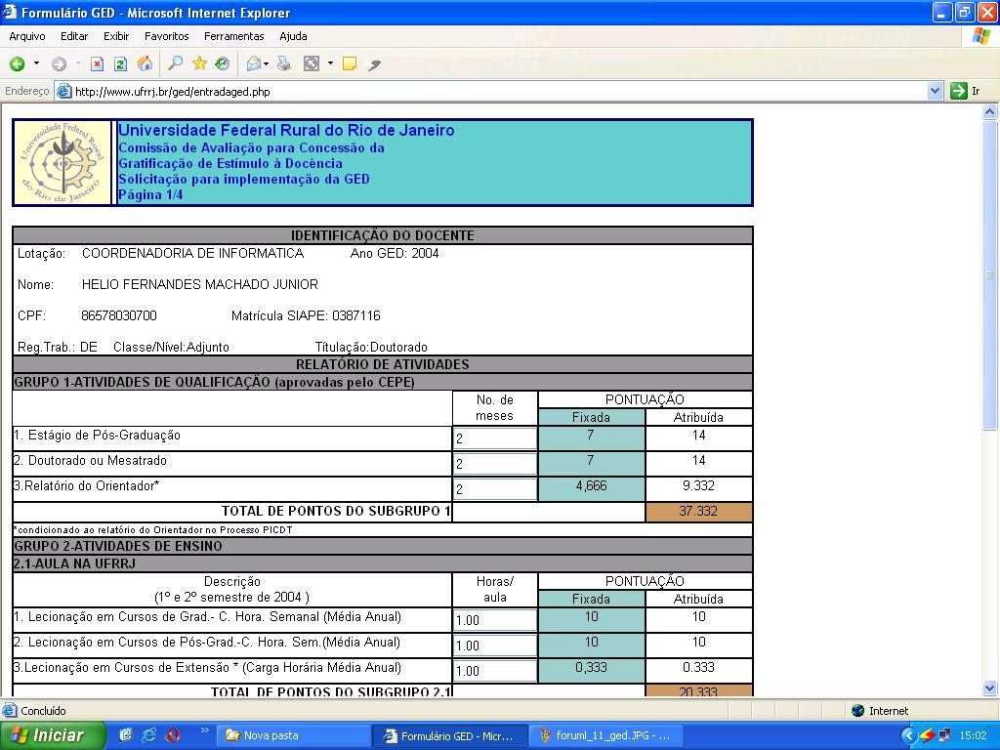 Formulário GED - Microsoft Internet Explorer
Arquivo Editar Exibir Favoritos Ferramentas Ajuda
Endereço http://www.ufrrj.br/ged/entradaged.php Ir
Universidade Federal Rural do Rio de Janeiro
Universidade Federal Rural do Rio de Janeiro
Comissão de Avaliação para Concessão da
Gratificação de Estímulo à Docência
Solicitação para implementação da GED
Página 1/4
IDENTIFICAÇÃO DO DOCENTE
Lotação: COORDENADORIA DE INFORMATICA Ano GED: 2004
Nome: HELIO FERNANDES MACHADO JUNIOR
CPF: 86578030700 Matrícula SIAPE: 0387116
Reg.Trab.: DE Classe/Nível:Adjunto Títulação:Doutorado
RELATÓRIO DE ATIVIDADES
GRUPO 1-ATIVIDADES DE QUALIFICAÇÃO (aprovadas pelo CEPE)
No. de meses PONTUAÇÃO
Fixada Atribuída
1. Estágio de Pós-Graduação 2 7 14
2. Doutorado ou Mesatrado 2 7 14
3.Relatório do Orientador* 2 4,666 9.332
TOTAL DE PONTOS DO SUBGRUPO 1 37.332
*condicionado ao relatório do Orientador no Processo PICDT
GRUPO 2-ATIVIDADES DE ENSINO
2.1-AULA NA UFRRJ
Descrição Horas/ PONTUAÇÃO
(1º e 2º semestre de 2004 ) aula Fixada Atribuída
1. Lecionação em Cursos de Grad.- C. Hora. Semanal (Média Anual) 1.00 10 10
2. Lecionação em Cursos de Pós-Grad.-C. Hora. Sem.(Média Anual) 1.00 10 10
3.Lecionação em Cursos de Extensão * (Carga Horária Média Anual) 1.00 0,333 0.333
TOTAL DE PONTOS DO SUBGRUPO 2.1 20.333
Concluído Internet
Iniciar Nova pasta Formulário GED - Micr... foruml_11_ged.JPG - ... 15:02